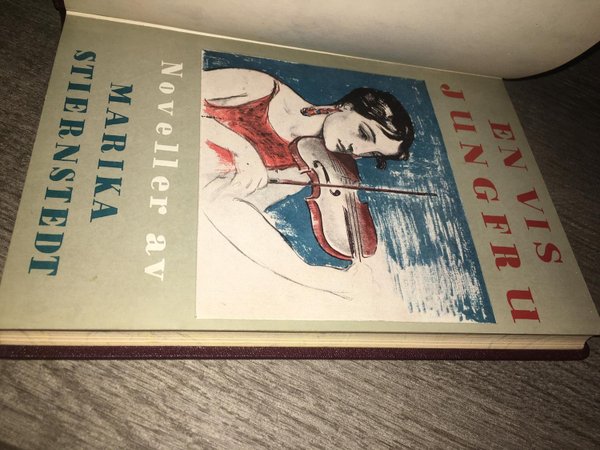 EN VIS
JUNGFRU
Noveller av
MARIKA
STIERNSTEDT